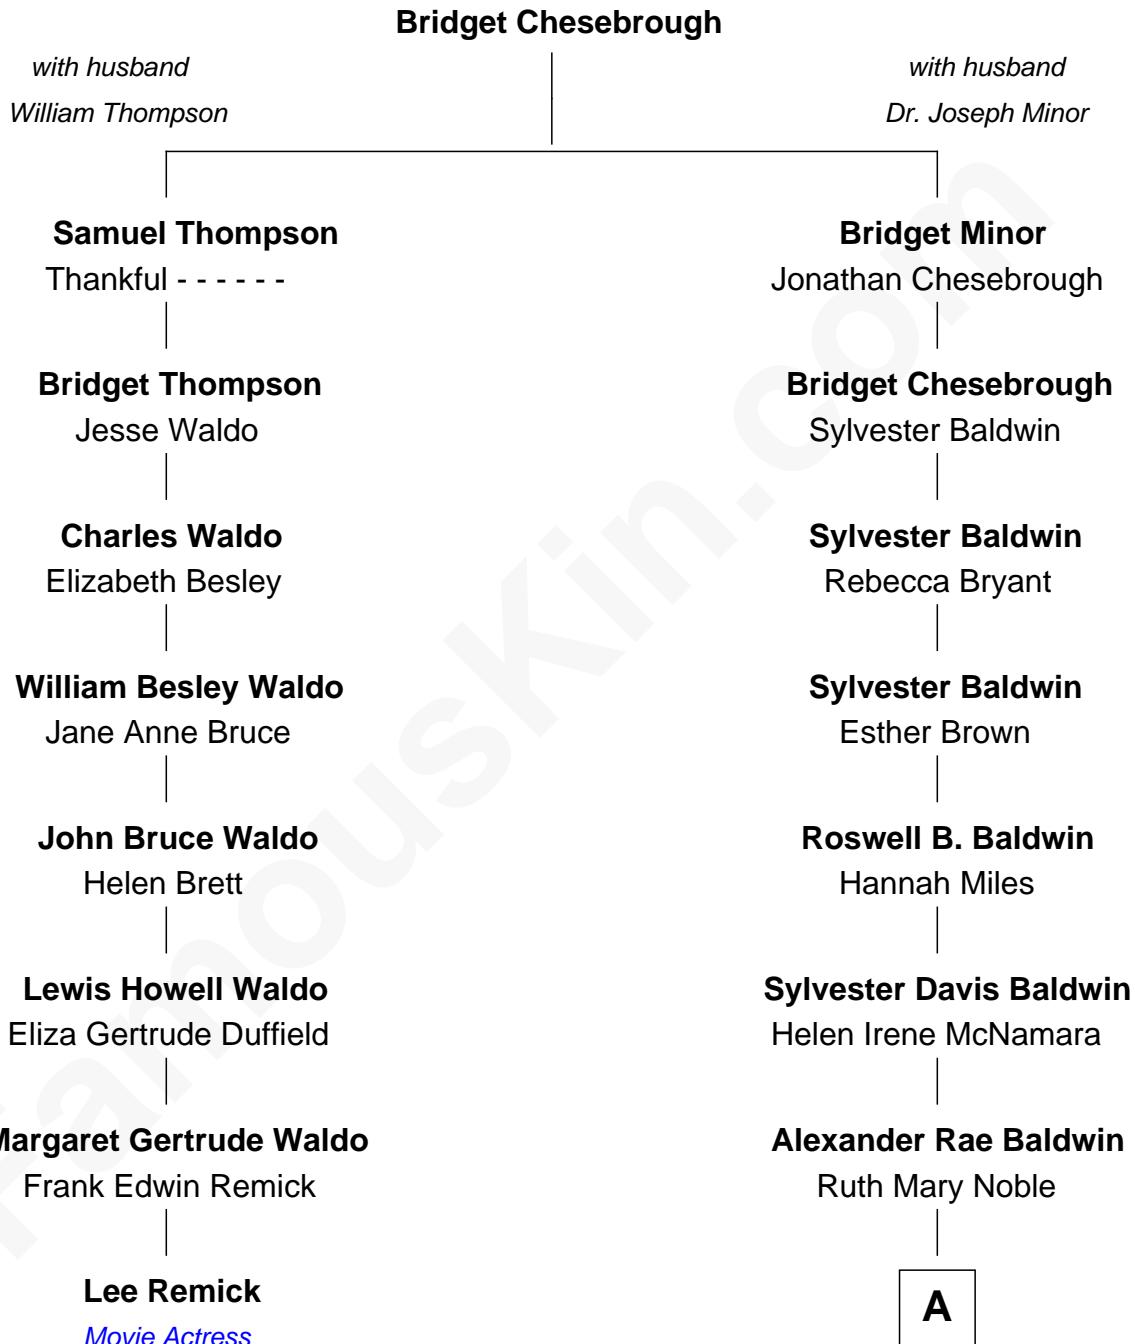 Bridget Chesebrough
with husband
William Thompson
with husband
Dr. Joseph Minor
Samuel Thompson
Thankful - - - - - -
Bridget Minor
Jonathan Chesebrough
Bridget Thompson
Jesse Waldo
Bridget Chesebrough
Sylvester Baldwin
Charles Waldo
Elizabeth Besley
Sylvester Baldwin
Rebecca Bryant
William Besley Waldo
Jane Anne Bruce
Sylvester Baldwin
Esther Brown
John Bruce Waldo
Helen Brett
Roswell B. Baldwin
Hannah Miles
Lewis Howell Waldo
Eliza Gertrude Duffield
Sylvester Davis Baldwin
Helen Irene McNamara
Margaret Gertrude Waldo
Frank Edwin Remick
Alexander Rae Baldwin
Ruth Mary Noble
Lee Remick
Movie Actress
A
FamousKin.com